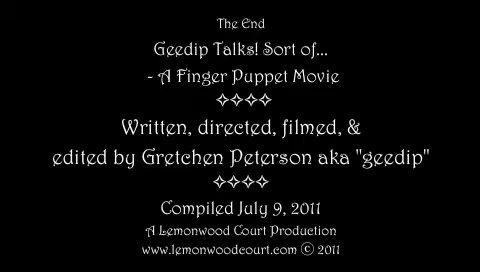 The End
Geedip Talks! Sort of...
- A Finger Puppet Movie
✧✧✧✧
Written, directed, filmed, &
edited by Gretchen Peterson aka "geedip"
✧✧✧✧
Compiled July 9, 2011
A Lemonwood Court Production
www.lemonwoodcourt.com © 2011